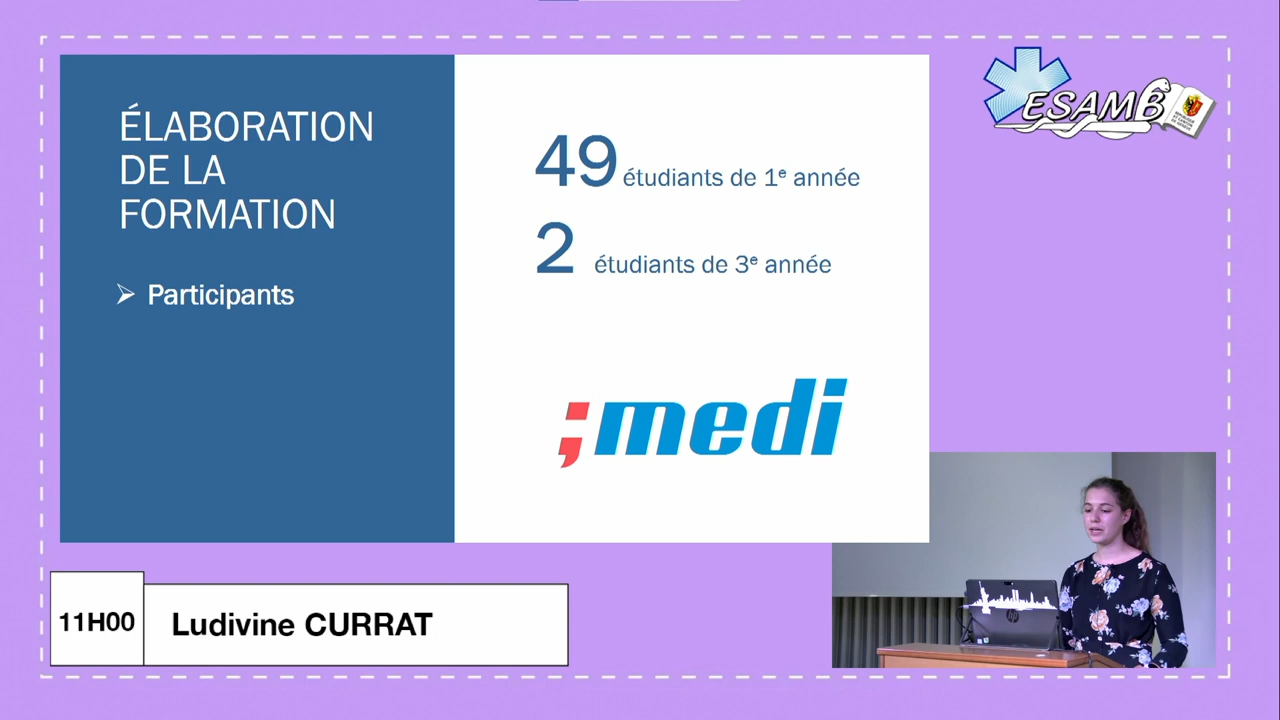 ÉLABORATION
DE LA
FORMATION
➢ Participants
49 étudiants de 1e année
2 étudiants de 3e année
;medi
ESAMB
11H00
Ludivine CURRAT
hp